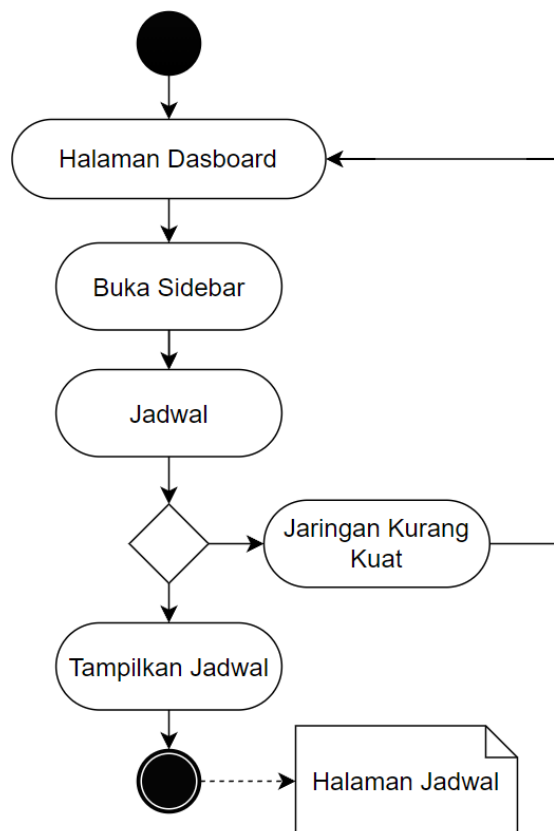 Halaman Dasboard
Buka Sidebar
Jadwal
Jaringan Kurang
Kuat
Tampilkan Jadwal
Halaman Jadwal